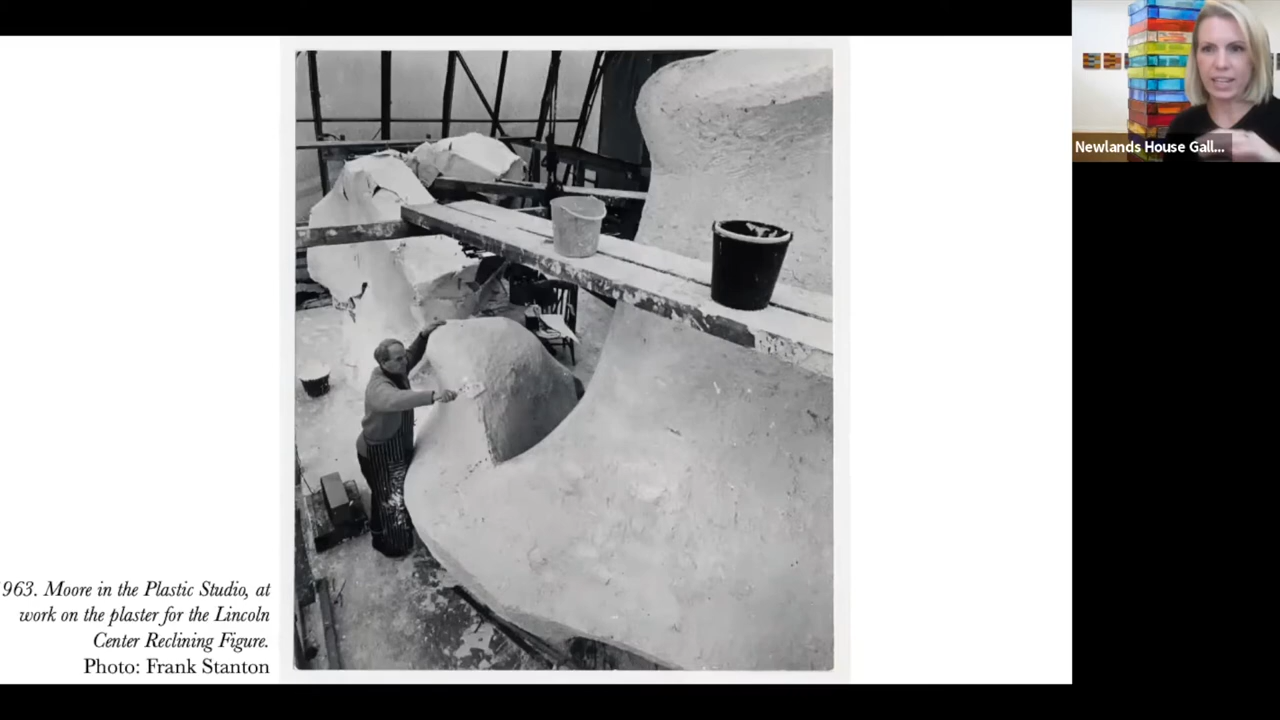 963. Moore in the Plastic Studio, at
work on the plaster for the Lincoln
Center Reclining Figure.
Photo: Frank Stanton
Newlands House Gall...